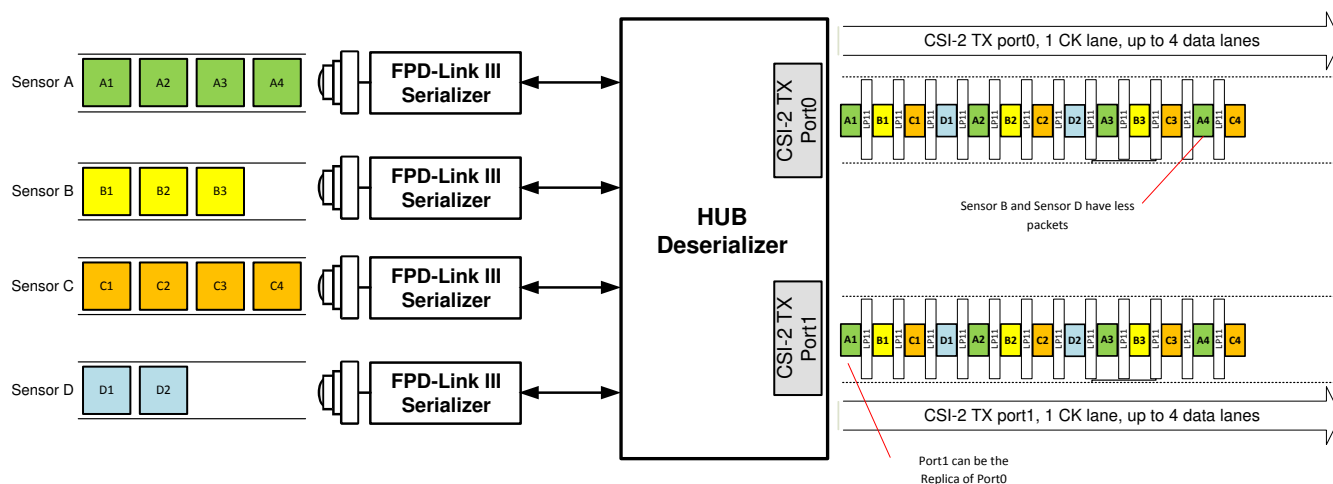 CSI-2 TX port0, 1 CK lane, up to 4 data lanes
Sensor A
A1 A2 A3 A4
FPD-Link III
Serializer
CSI-2 TX
Port0
A1 LP11 B1 LP11 C1 LP11 D1 LP11 A2 LP11 B2 LP11 C2 LP11 D2 LP11 A3 LP11 B3 LP11 C3 LP11 A4 LP11 C4
Sensor B and Sensor D have less
packets
Sensor B
B1 B2 B3
FPD-Link III
Serializer
HUB
Deserializer
Sensor C
C1 C2 C3 C4
FPD-Link III
Serializer
CSI-2 TX
Port1
A1 LP11 B1 LP11 C1 LP11 D1 LP11 A2 LP11 B2 LP11 C2 LP11 D2 LP11 A3 LP11 B3 LP11 C3 LP11 A4 LP11 C4
Sensor D
D1 D2
FPD-Link III
Serializer
CSI-2 TX port1, 1 CK lane, up to 4 data lanes
Port1 can be the
Replica of Port0